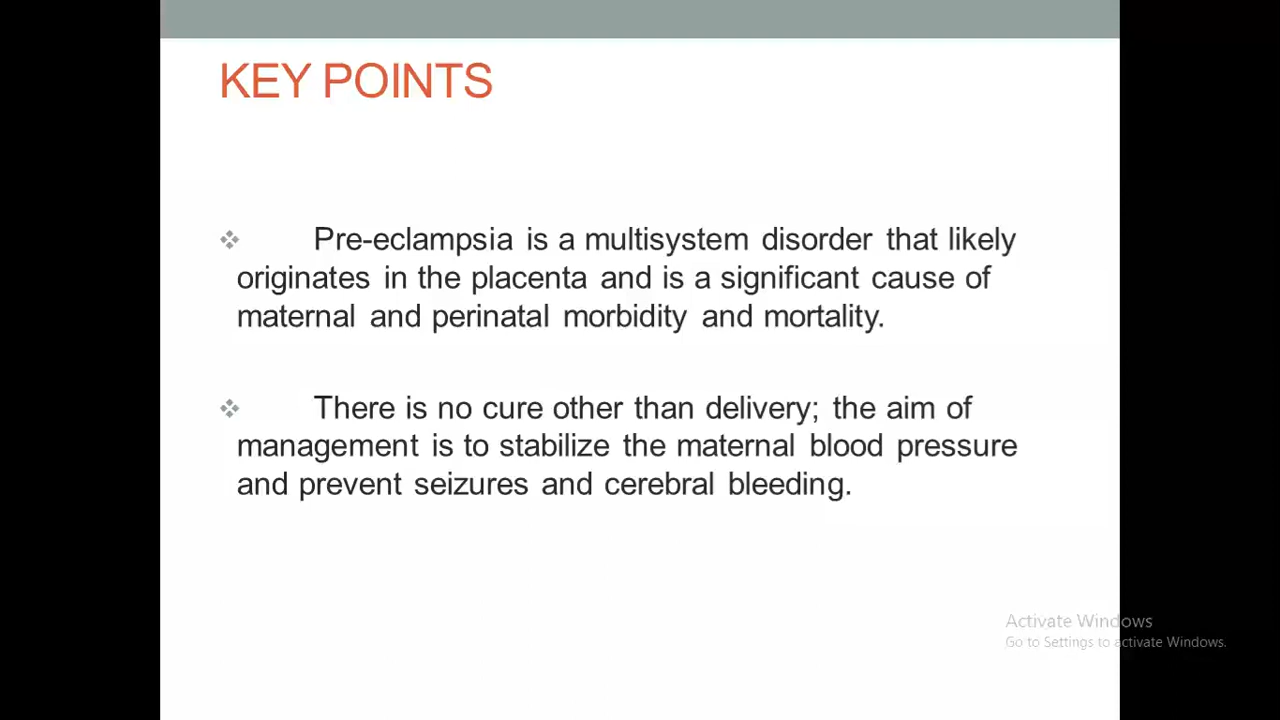 KEY POINTS
Pre-eclampsia is a multisystem disorder that likely
originates in the placenta and is a significant cause of
maternal and perinatal morbidity and mortality.
There is no cure other than delivery; the aim of
management is to stabilize the maternal blood pressure
and prevent seizures and cerebral bleeding.
Activate Windows
Go to Settings to activate Windows.